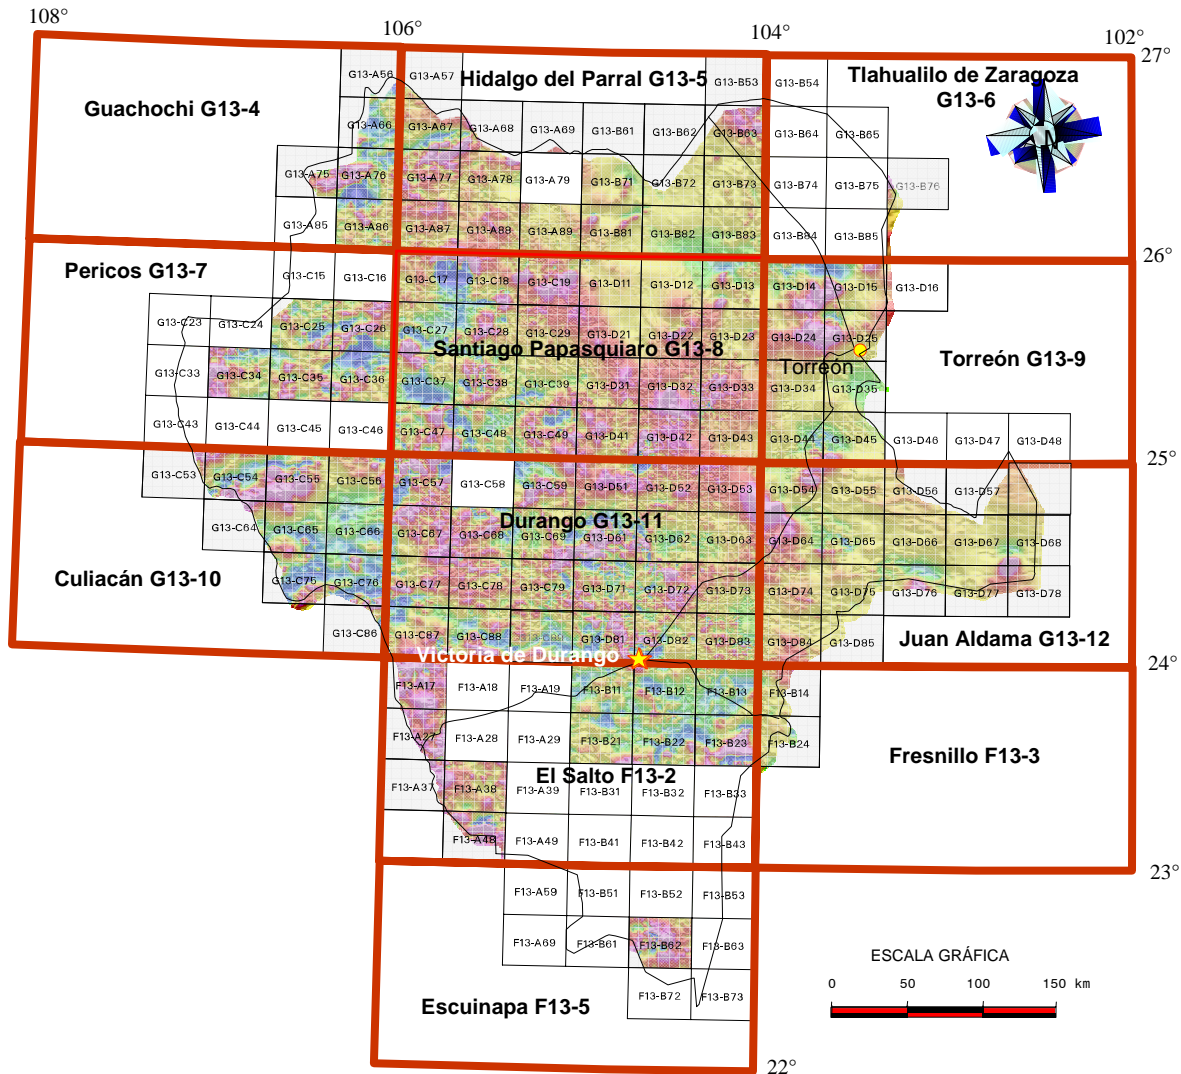 108°
106°
104°
102°
27°
G13-A56
G13-A57
Hidalgo del Parral G13-5
G13-B53
G13-B54
Tlahualilo de Zaragoza
G13-6
Guachochi G13-4
N
G13-A66
G13-A67
G13-A68
G13-A69
G13-B61
G13-B62
G13-B63
G13-B64
G13-B65
G13-A75
G13-A76
G13-A77
G13-A78
G13-A79
G13-B71
G13-B72
G13-B73
G13-B74
G13-B75
G13-B76
G13-A85
G13-A86
G13-A87
G13-A88
G13-A89
G13-B81
G13-B82
G13-B83
G13-B84
G13-B85
26°
Pericos G13-7
G13-C15
G13-C16
G13-C17
G13-C18
G13-C19
G13-D11
G13-D12
G13-D13
G13-D14
G13-D15
G13-D16
G13-C23
G13-C24
G13-C25
G13-C26
G13-C27
G13-C28
G13-C29
G13-D21
G13-D22
G13-D23
G13-D24
G13-D25
Santiago Papasquiaro G13-8
Torreón
Torreón G13-9
G13-C33
G13-C34
G13-C35
G13-C36
G13-C37
G13-C38
G13-C39
G13-D31
G13-D32
G13-D33
G13-D34
G13-D35
G13-C43
G13-C44
G13-C45
G13-C46
G13-C47
G13-C48
G13-C49
G13-D41
G13-D42
G13-D43
G13-D44
G13-D45
G13-D46
G13-D47
G13-D48
25°
G13-C53
G13-C54
G13-C55
G13-C56
G13-C57
G13-C58
G13-C59
G13-D51
G13-D52
G13-D53
G13-D54
G13-D55
G13-D56
G13-D57
Durango G13-11
G13-C64
G13-C65
G13-C66
G13-C67
G13-C68
G13-C69
G13-D61
G13-D62
G13-D63
G13-D64
G13-D65
G13-D66
G13-D67
G13-D68
Culiacán G13-10
G13-C75
G13-C76
G13-C77
G13-C78
G13-C79
G13-D71
G13-D72
G13-D73
G13-D74
G13-D75
G13-D76
G13-D77
G13-D78
G13-C86
G13-C87
G13-C88
G13-C89
G13-D81
G13-D82
G13-D83
G13-D84
G13-D85
Juan Aldama G13-12
Victoria de Durango
24°
F13-A17
F13-A18
F13-A19
F13-B11
F13-B12
F13-B13
F13-B14
F13-A27
F13-A28
F13-A29
F13-B21
F13-B22
F13-B23
F13-B24
Fresnillo F13-3
El Salto F13-2
F13-A37
F13-A38
F13-A39
F13-B31
F13-B32
F13-B33
F13-A48
F13-A49
F13-B41
F13-B42
F13-B43
23°
F13-A59
F13-B51
F13-B52
F13-B53
F13-A69
F13-B61
F13-B62
F13-B63
ESCALA GRÁFICA
0 50 100 150 km
F13-B72
F13-B73
Escuinapa F13-5
22°